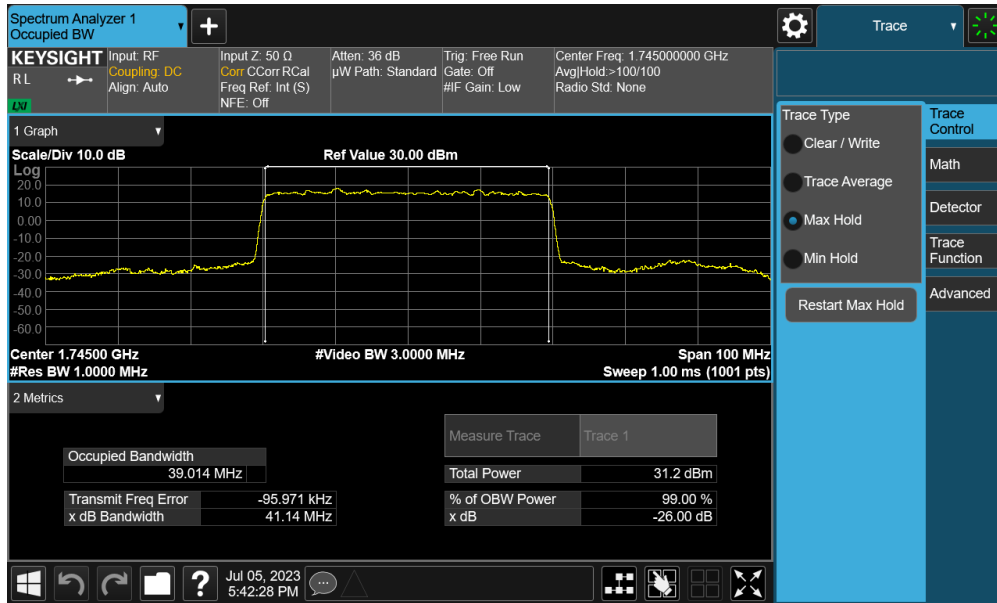 Spectrum Analyzer 1
Occupied BW
+
Trace
KEYSIGHT
R L
LXI
Input: RF
Coupling: DC
Align: Auto
Input Z: 50 Ω
Corr CCorr RCal
Freq Ref: Int (S)
NFE: Off
Atten: 36 dB
µW Path: Standard
Trig: Free Run
Gate: Off
#IF Gain: Low
Center Freq: 1.745000000 GHz
Avg|Hold:>100/100
Radio Std: None
1 Graph
Scale/Div 10.0 dB
Ref Value 30.00 dBm
Log
20.0
10.0
0.00
-10.0
-20.0
-30.0
-40.0
-50.0
-60.0
Center 1.74500 GHz
#Video BW 3.0000 MHz
Span 100 MHz
#Res BW 1.0000 MHz
Sweep 1.00 ms (1001 pts)
2 Metrics
Measure Trace
Trace 1
Occupied Bandwidth
39.014 MHz
Total Power
31.2 dBm
Transmit Freq Error
-95.971 kHz
% of OBW Power
99.00 %
x dB Bandwidth
41.14 MHz
x dB
-26.00 dB
Trace Type
Clear / Write
Trace Average
Max Hold
Min Hold
Restart Max Hold
Trace
Control
Math
Detector
Trace
Function
Advanced
?
Jul 05, 2023
5:42:28 PM